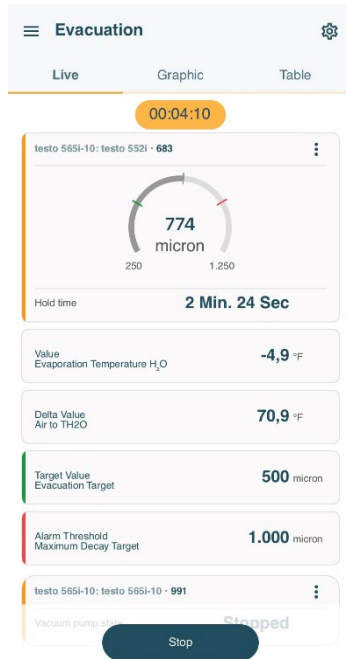 Evacuation
Live Graphic Table
00:04:10
testo 565i-10: testo 552i · 683
774
micron
250 1.250
Hold time 2 Min. 24 Sec
Value
Evaporation Temperature H₂O
-4,9 °F
Delta Value
Air to TH2O
70,9 °F
Target Value
Evacuation Target
500 micron
Alarm Threshold
Maximum Decay Target
1.000 micron
testo 565i-10: testo 565i-10 · 991
Vacuum pump state Stopped
Stop